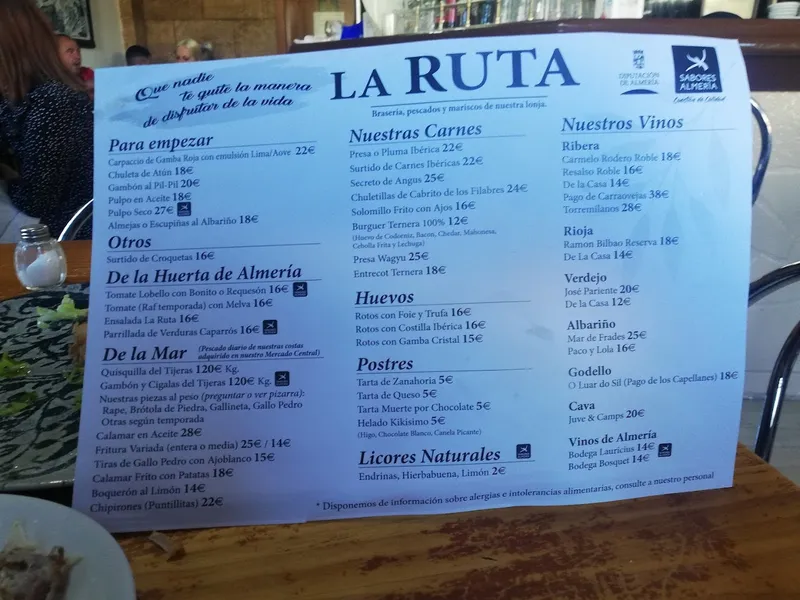 Que nadie
te quite la manera
de disfrutar de la vida
LA RUTA
Brasería, pescados y mariscos de nuestra lonja.
DIPUTACIÓN
DE ALMERÍA
SABORES
ALMERÍA
Para empezar
Carpaccio de Gamba Roja con emulsión Lima/Aove 22€
Chuleta de Atún 18€
Gambón al Pil-Pil 20€
Pulpo en Aceite 18€
Pulpo Seco 27€
Almejas o Escupiñas al Albariño 18€
Otros
Surtido de Croquetas 16€
De la Huerta de Almería
Tomate Lobello con Bonito o Requesón 16€
Tomate (Raf temporada) con Melva 16€
Ensalada La Ruta 16€
Parrillada de Verduras Caparrós 16€
De la Mar (Pescado diario de nuestras costas
adquirido en nuestro Mercado Central)
Quisquilla del Tijeras 120€ Kg.
Gambón y Cigalas del Tijeras 120€ Kg.
Nuestras piezas al peso (preguntar o ver pizarra):
Rape, Brótola de Piedra, Gallineta, Gallo Pedro
Otras según temporada
Calamar en Aceite 28€
Fritura Variada (entera o media) 25€ / 14€
Tiras de Gallo Pedro con Ajoblanco 15€
Calamar Frito con Patatas 18€
Boquerón al Limón 14€
Chipirones (Puntillitas) 22€
Nuestras Carnes
Presa o Pluma Ibérica 22€
Surtido de Carnes Ibéricas 22€
Secreto de Angus 25€
Chuletillas de Cabrito de los Filabres 24€
Solomillo Frito con Ajos 16€
Burguer Ternera 100% 12€
(Huevo de Codorniz, Bacon, Chedar, Mahonesa,
Cebolla Frita y Lechuga)
Presa Wagyu 25€
Entrecot Ternera 18€
Huevos
Rotos con Foie y Trufa 16€
Rotos con Costilla Ibérica 16€
Rotos con Gamba Cristal 15€
Postres
Tarta de Zanahoria 5€
Tarta de Queso 5€
Tarta Muerte por Chocolate 5€
Helado Kikisimo 5€
(Higo, Chocolate Blanco, Canela Picante)
Licores Naturales
Endrinas, Hierbabuena, Limón 2€
Nuestros Vinos
Ribera
Carmelo Rodero Roble 18€
Resalso Roble 16€
De la Casa 14€
Pago de Carraovejas 38€
Torremilanos 28€
Rioja
Ramon Bilbao Reserva 18€
De La Casa 14€
Verdejo
José Pariente 20€
De la Casa 12€
Albariño
Mar de Frades 25€
Paco y Lola 16€
Godello
O Luar do Sil (Pago de los Capellanes) 18€
Cava
Juve & Camps 20€
Vinos de Almería
Bodega Lauricius 14€
Bodega Bosquet 14€
* Disponemos de información sobre alergias e intolerancias alimentarias, consulte a nuestro personal